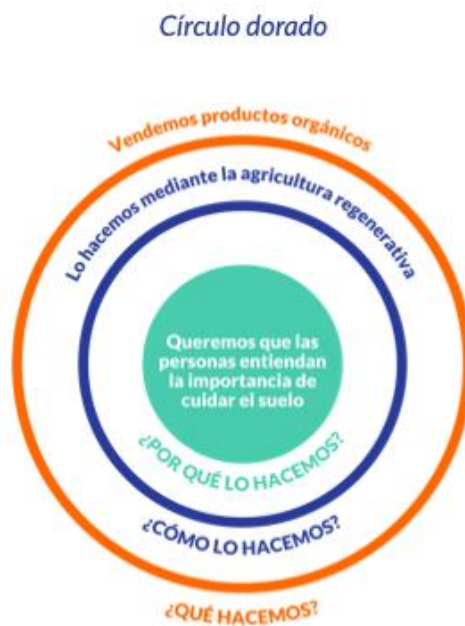 Círculo dorado
Vendemos productos orgánicos
Lo hacemos mediante la agricultura regenerativa
Queremos que las
personas entiendan
la importancia de
cuidar el suelo
¿POR QUÉ LO HACEMOS?
¿CÓMO LO HACEMOS?
¿QUÉ HACEMOS?